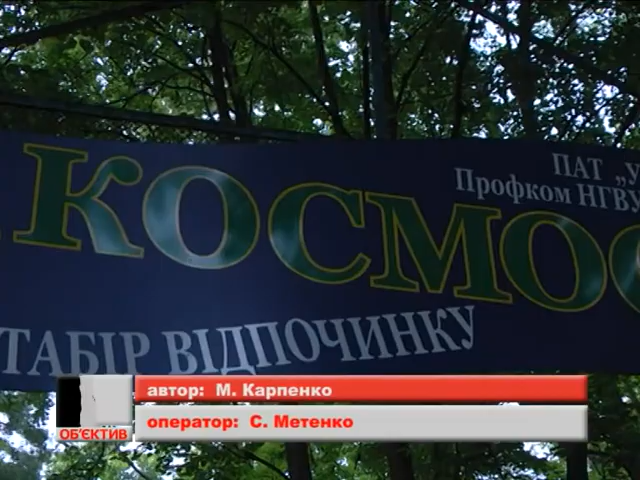 ПАТ „У
Профком НГВУ
КОСМОС
ТАБІР ВІДПОЧИНКУ
автор: М. Карпенко
ОБ'ЄКТИВ
оператор: С. Метенко